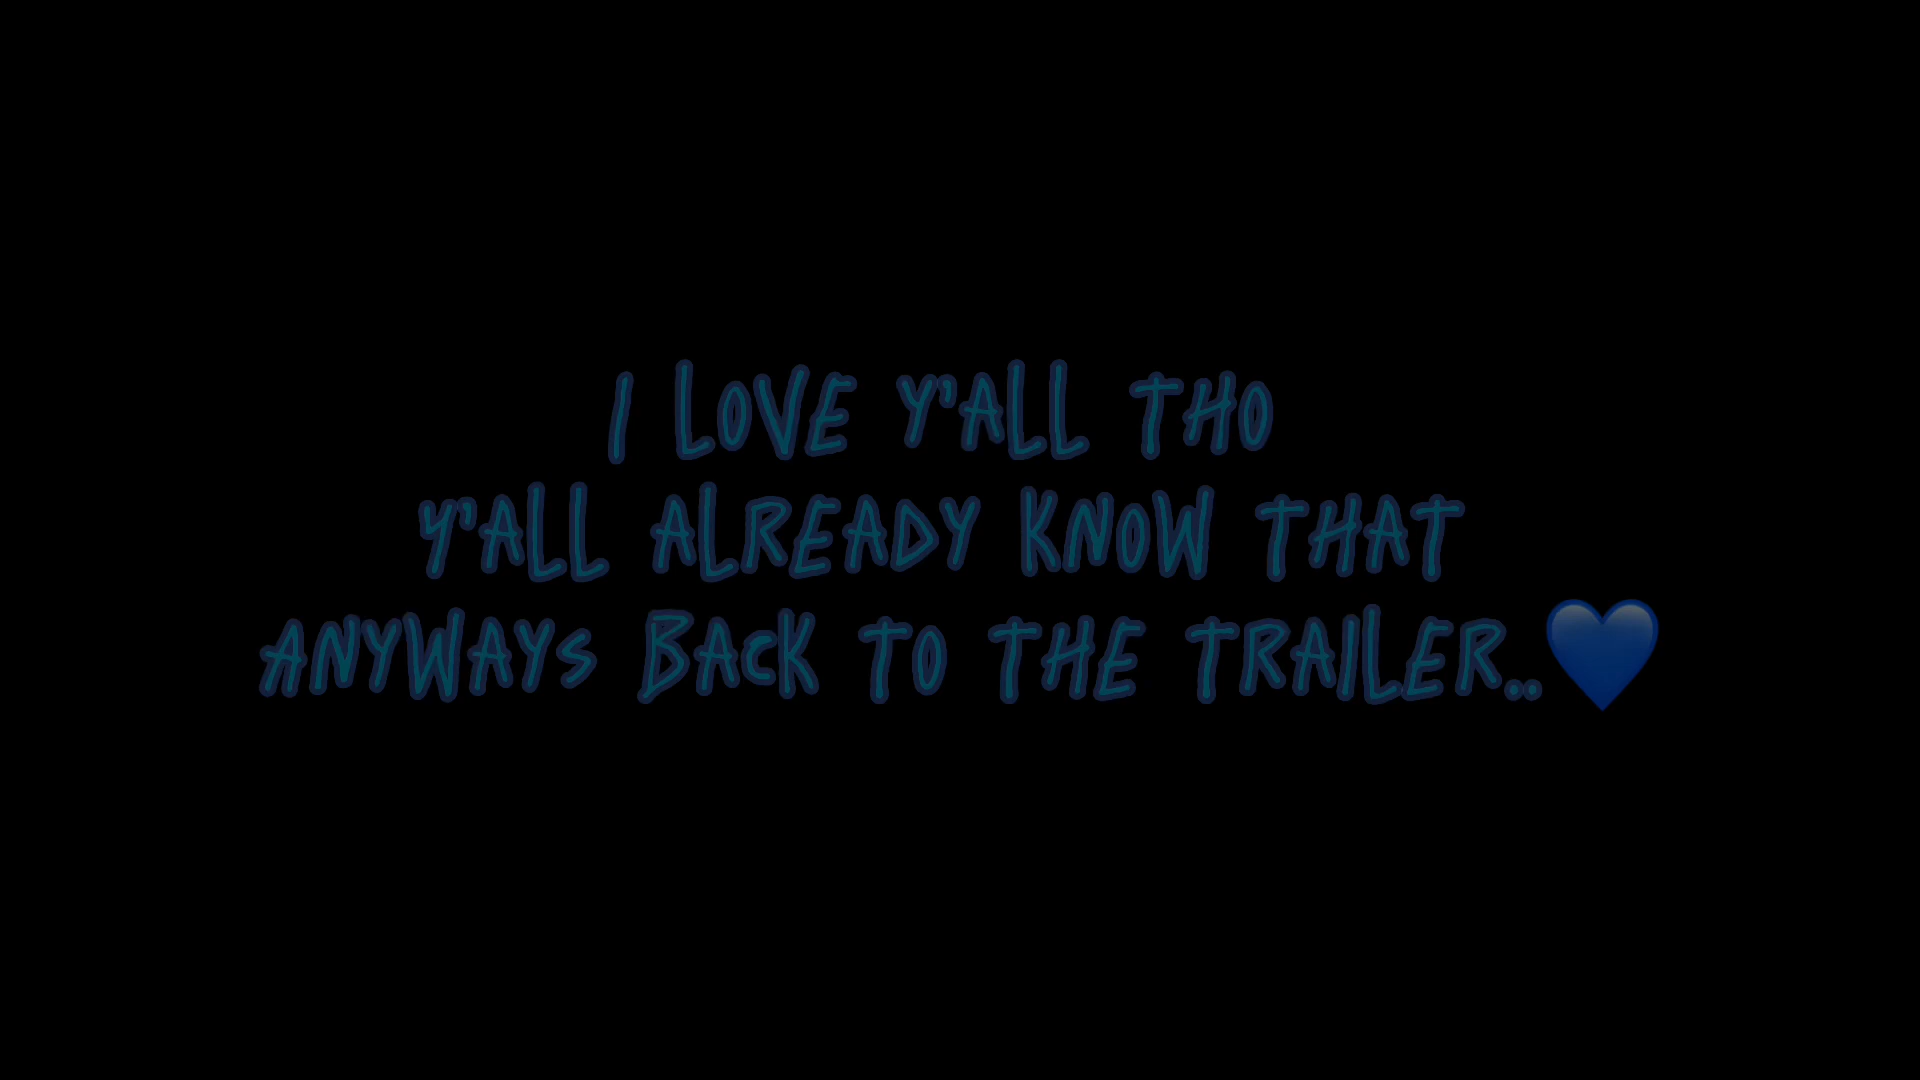 I LOVE Y'ALL THO
Y'ALL ALREADY KNOW THAT
ANYWAYS BACK TO THE TRAILER..💙